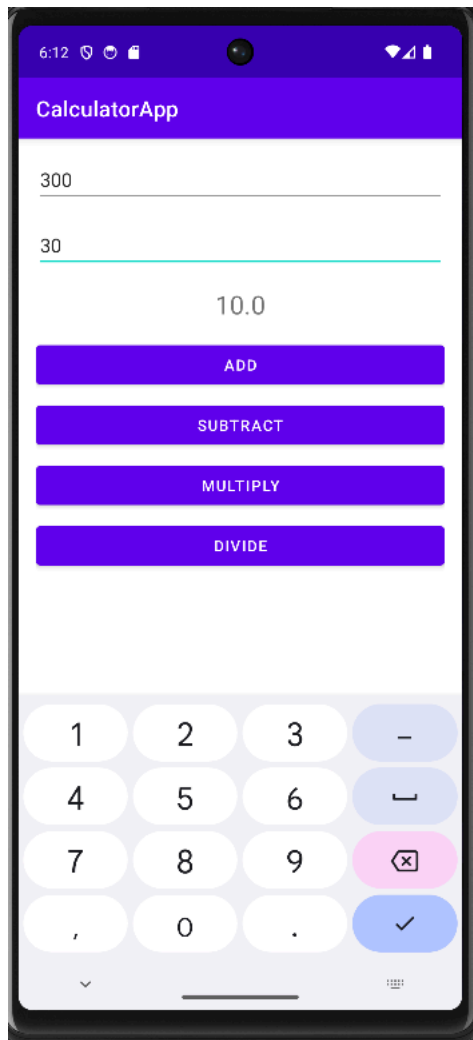 6:12
CalculatorApp
300
30
10.0
ADD
SUBTRACT
MULTIPLY
DIVIDE
1 2 3 –
4 5 6
7 8 9
, 0 .